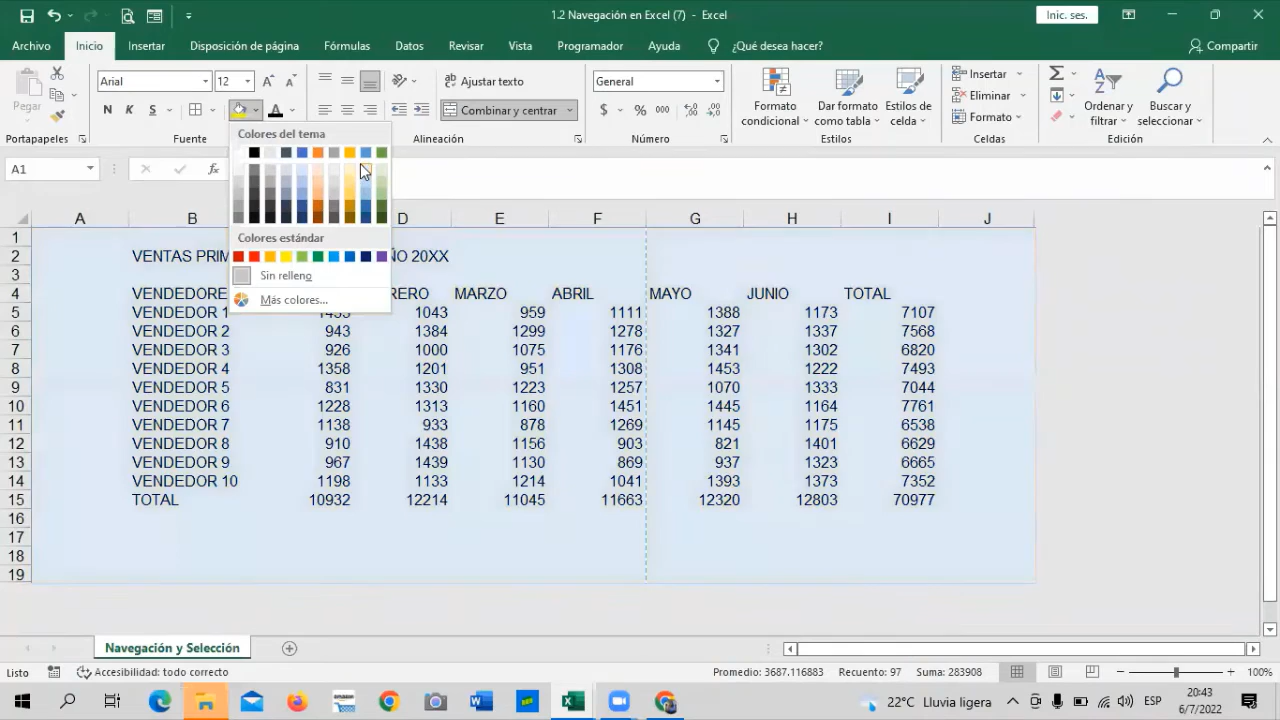 1.2 Navegación en Excel (7) - Excel
Inic. ses.
Archivo Inicio Insertar Disposición de página Fórmulas Datos Revisar Vista Programador Ayuda ¿Qué desea hacer? Compartir
Pegar
Arial 12
N K S
Ajustar texto
Combinar y centrar
General
$ % 000
Formato condicional
Dar formato como tabla
Estilos de celda
Insertar
Eliminar
Formato
Ordenar y filtrar
Buscar y seleccionar
Portapapeles Fuente Alineación Número Estilos Celdas Edición
A1 fx
Colores del tema
Colores estándar
Sin relleno
Más colores...
A B D E F G H I J
1
2 VENTAS PRIM ÑO 20XX
3
4 VENDEDORE RERO MARZO ABRIL MAYO JUNIO TOTAL
5 VENDEDOR 1 1043 959 1111 1388 1173 7107
6 VENDEDOR 2 943 1384 1299 1278 1327 1337 7568
7 VENDEDOR 3 926 1000 1075 1176 1341 1302 6820
8 VENDEDOR 4 1358 1201 951 1308 1453 1222 7493
9 VENDEDOR 5 831 1330 1223 1257 1070 1333 7044
10 VENDEDOR 6 1228 1313 1160 1451 1445 1164 7761
11 VENDEDOR 7 1138 933 878 1269 1145 1175 6538
12 VENDEDOR 8 910 1438 1156 903 821 1401 6629
13 VENDEDOR 9 967 1439 1130 869 937 1323 6665
14 VENDEDOR 10 1198 1133 1214 1041 1393 1373 7352
15 TOTAL 10932 12214 11045 11663 12320 12803 70977
16
17
18
19
Navegación y Selección
Listo Accesibilidad: todo correcto Promedio: 3687.116883 Recuento: 97 Suma: 283908 100%
22°C Lluvia ligera ESP 20:43
6/7/2022